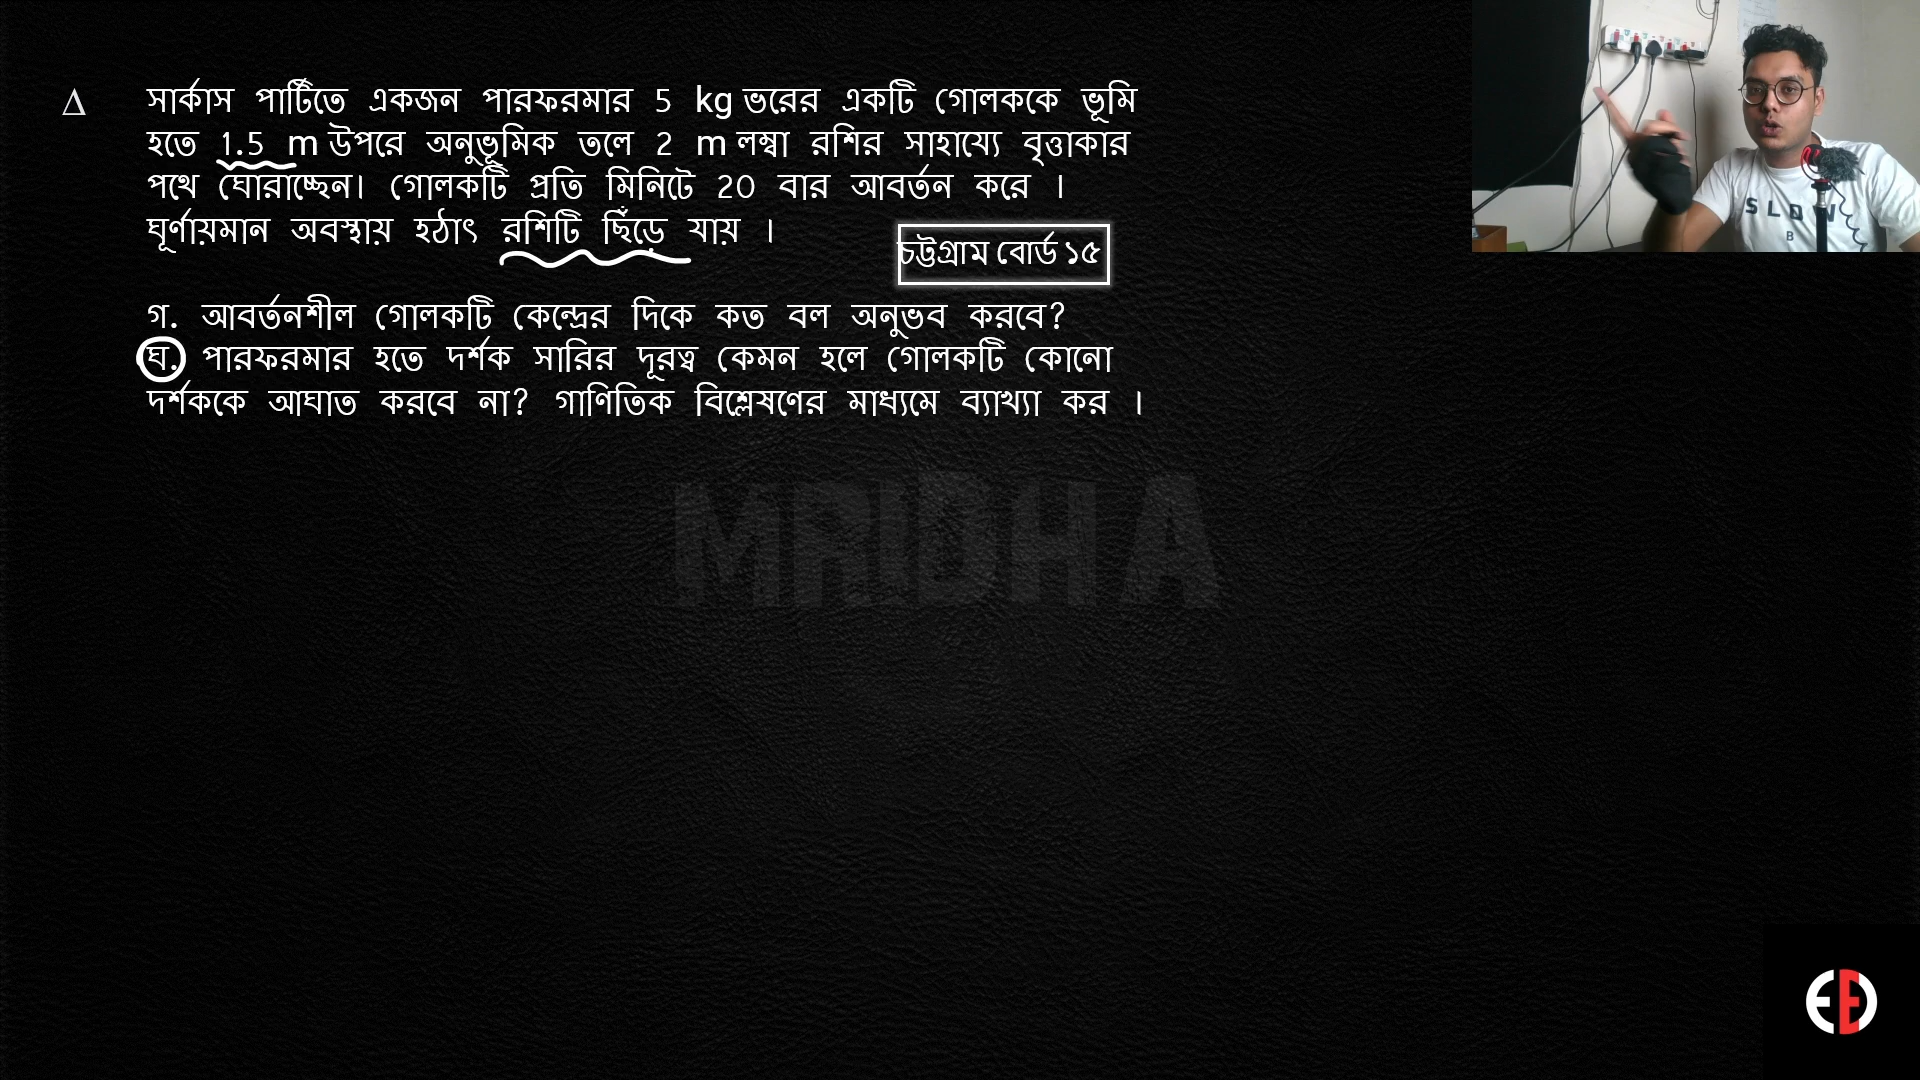 Δ সার্কাস পার্টিতে একজন পারফরমার 5 kg ভরের একটি গোলককে ভূমি
হতে 1.5 m উপরে অনুভূমিক তলে 2 m লম্বা রশির সাহায্যে বৃত্তাকার
পথে ঘোরাচ্ছেন। গোলকটি প্রতি মিনিটে 20 বার আবর্তন করে ।
ঘূর্ণায়মান অবস্থায় হঠাৎ রশিটি ছিঁড়ে যায় ।
চট্টগ্রাম বোর্ড ১৫
গ. আবর্তনশীল গোলকটি কেন্দ্রের দিকে কত বল অনুভব করবে?
ঘ. পারফরমার হতে দর্শক সারির দূরত্ব কেমন হলে গোলকটি কোনো
দর্শককে আঘাত করবে না? গাণিতিক বিশ্লেষণের মাধ্যমে ব্যাখ্যা কর ।
MRIDHA
SLOW
B